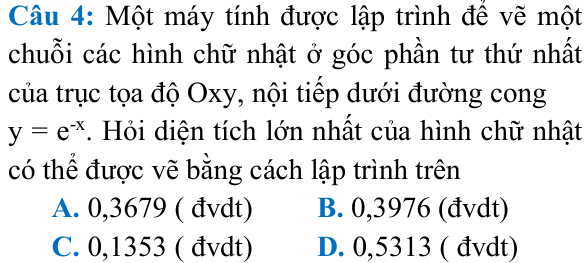 Câu 4: Một máy tính được lập trình để vẽ một
chuỗi các hình chữ nhật ở góc phần tư thứ nhất
của trục tọa độ Oxy, nội tiếp dưới đường cong
y = e⁻ˣ. Hỏi diện tích lớn nhất của hình chữ nhật
có thể được vẽ bằng cách lập trình trên
A. 0,3679 ( đvdt) B. 0,3976 (đvdt)
C. 0,1353 ( đvdt) D. 0,5313 ( đvdt)